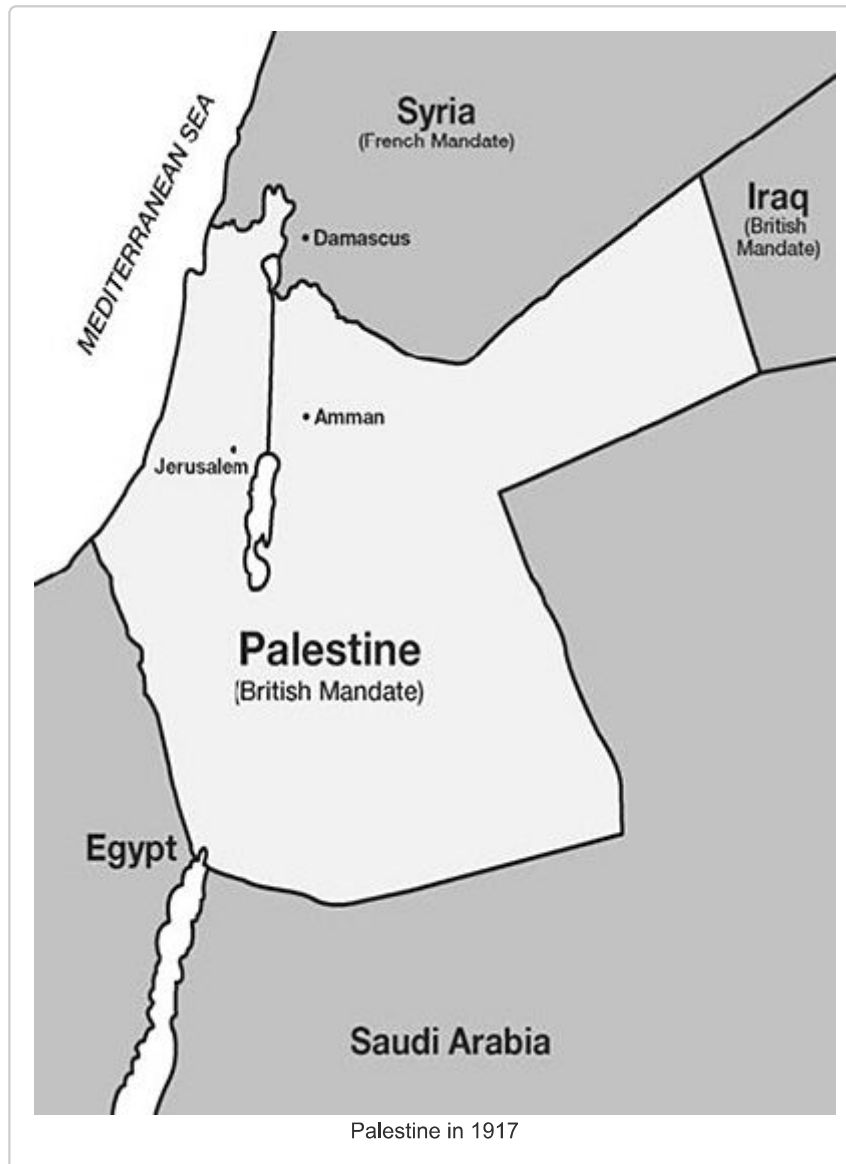 Syria
(French Mandate)
Iraq
(British
Mandate)
MEDITERRANEAN SEA
Damascus
Amman
Jerusalem
Palestine
(British Mandate)
Egypt
Saudi Arabia
Palestine in 1917